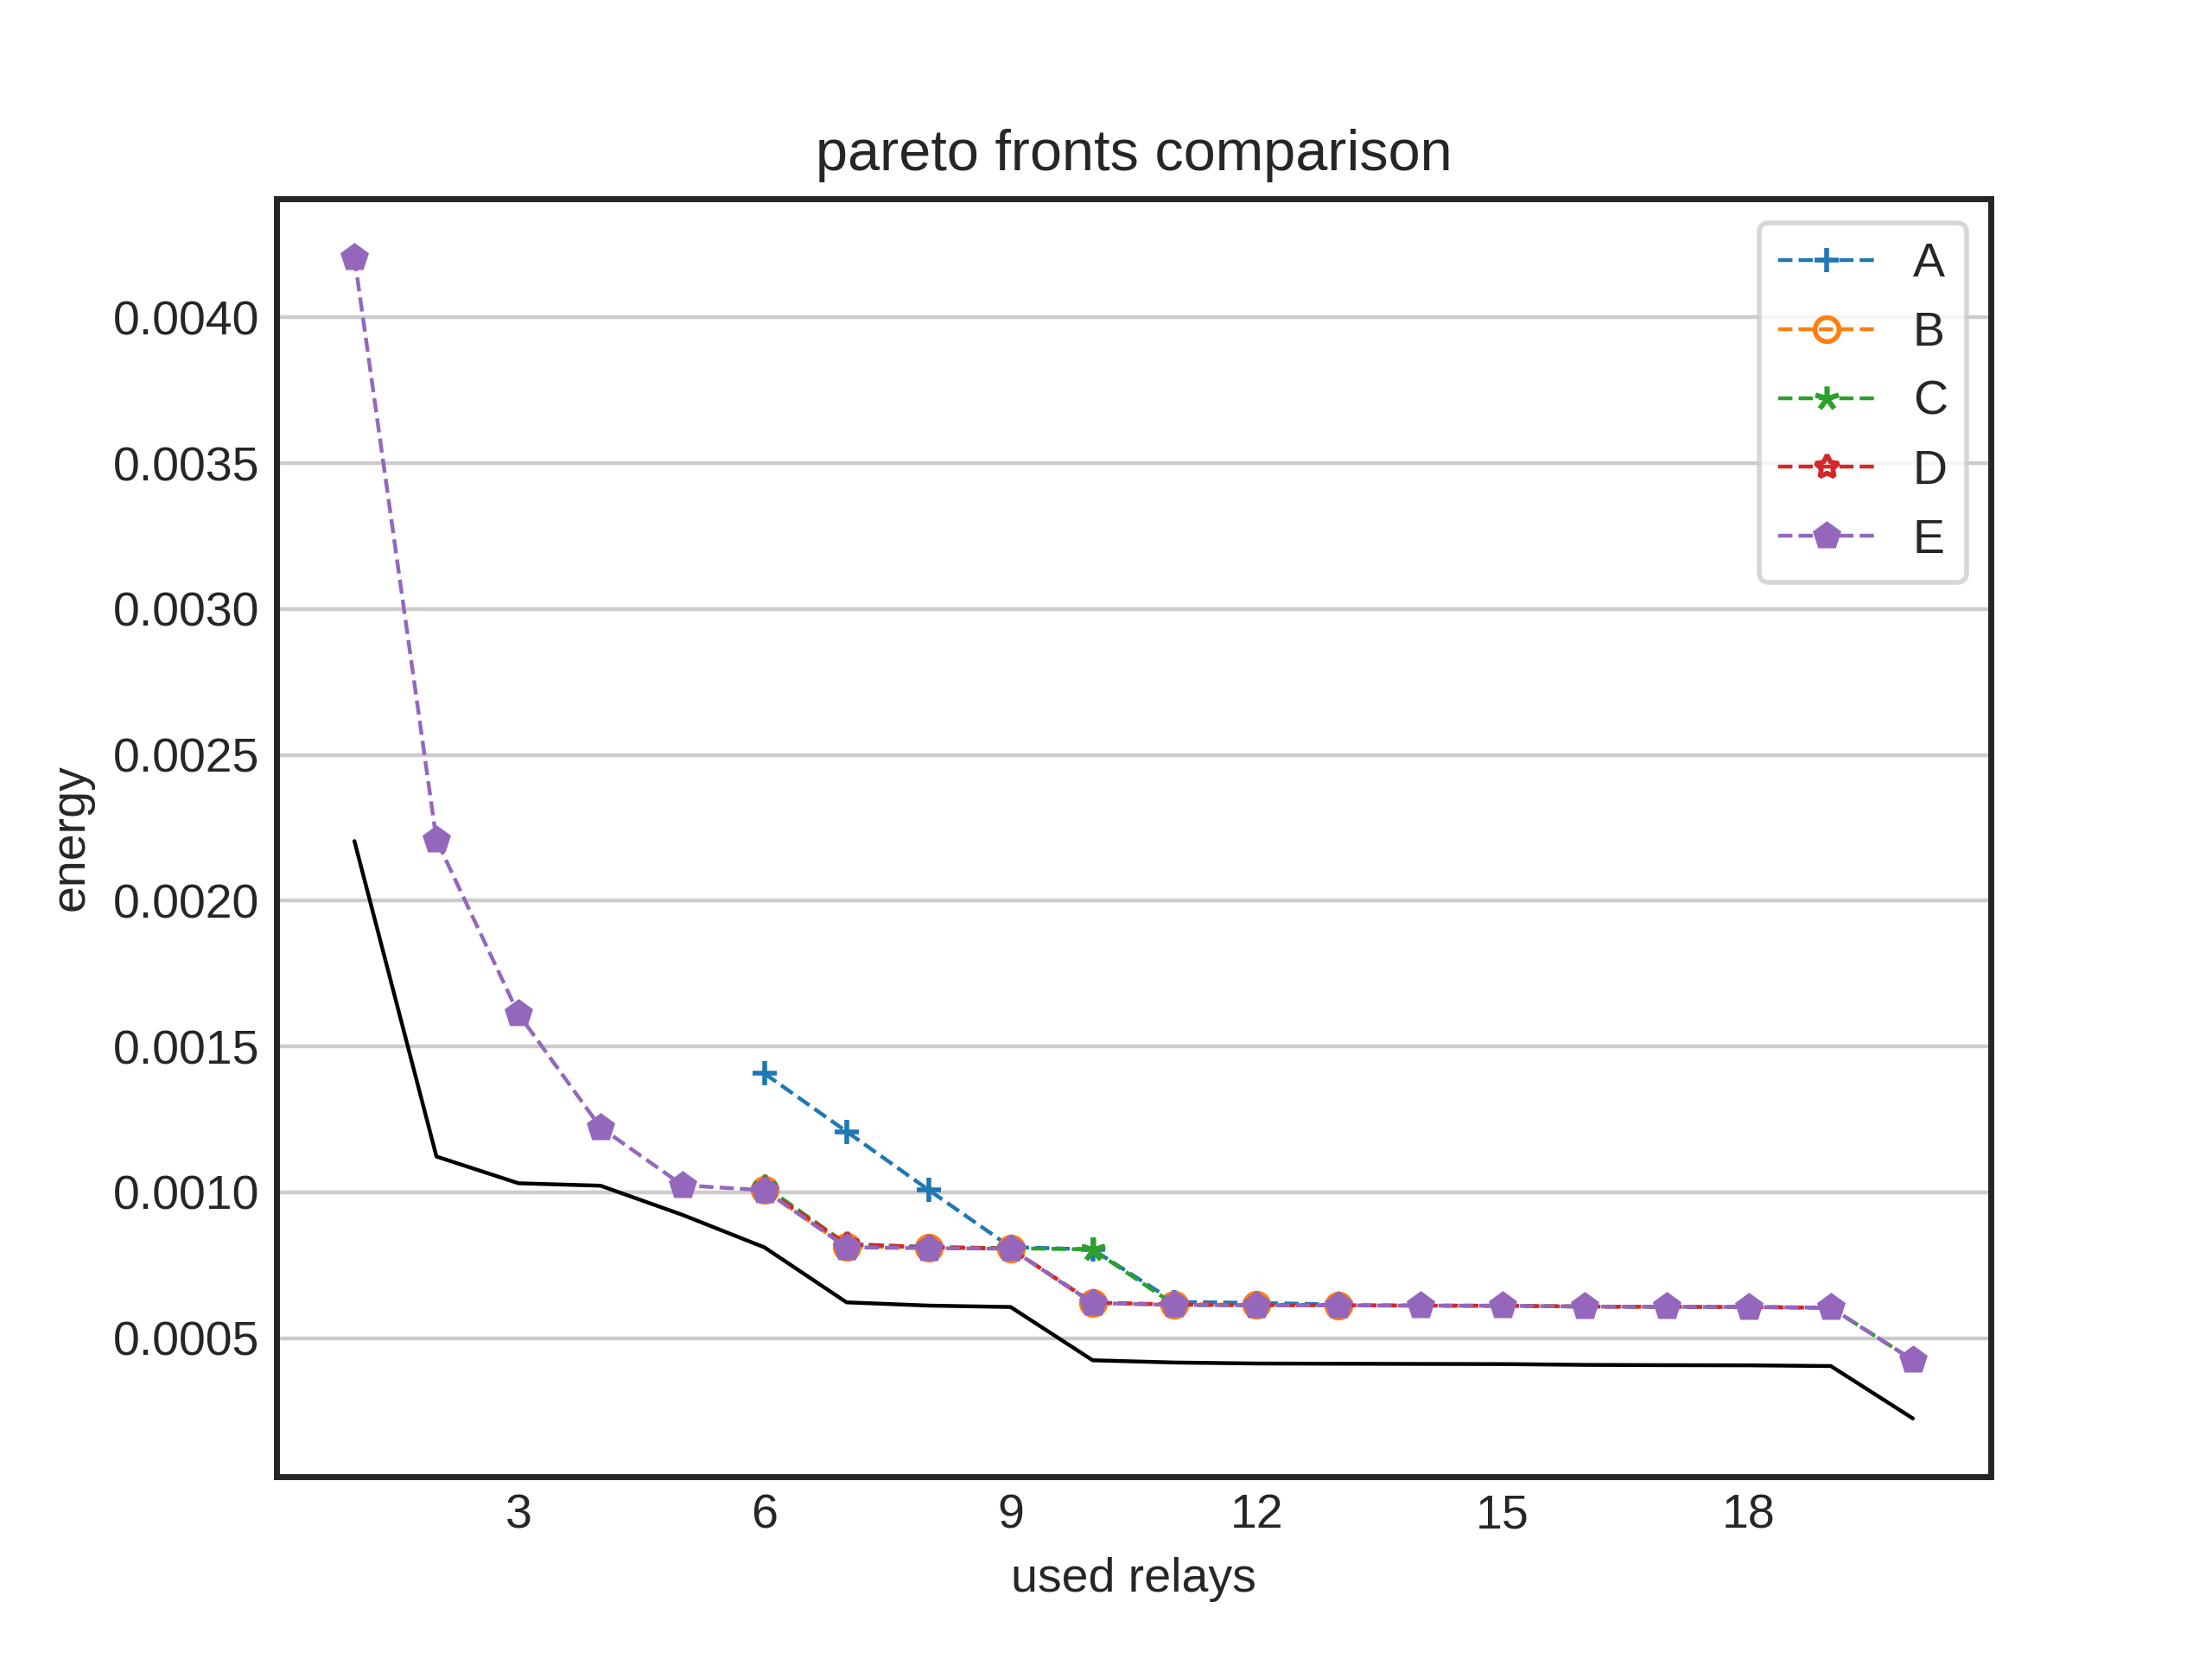 pareto fronts comparison
A
B
C
D
E
0.0040
0.0035
0.0030
0.0025
0.0020
0.0015
0.0010
0.0005
energy
3 6 9 12 15 18
used relays